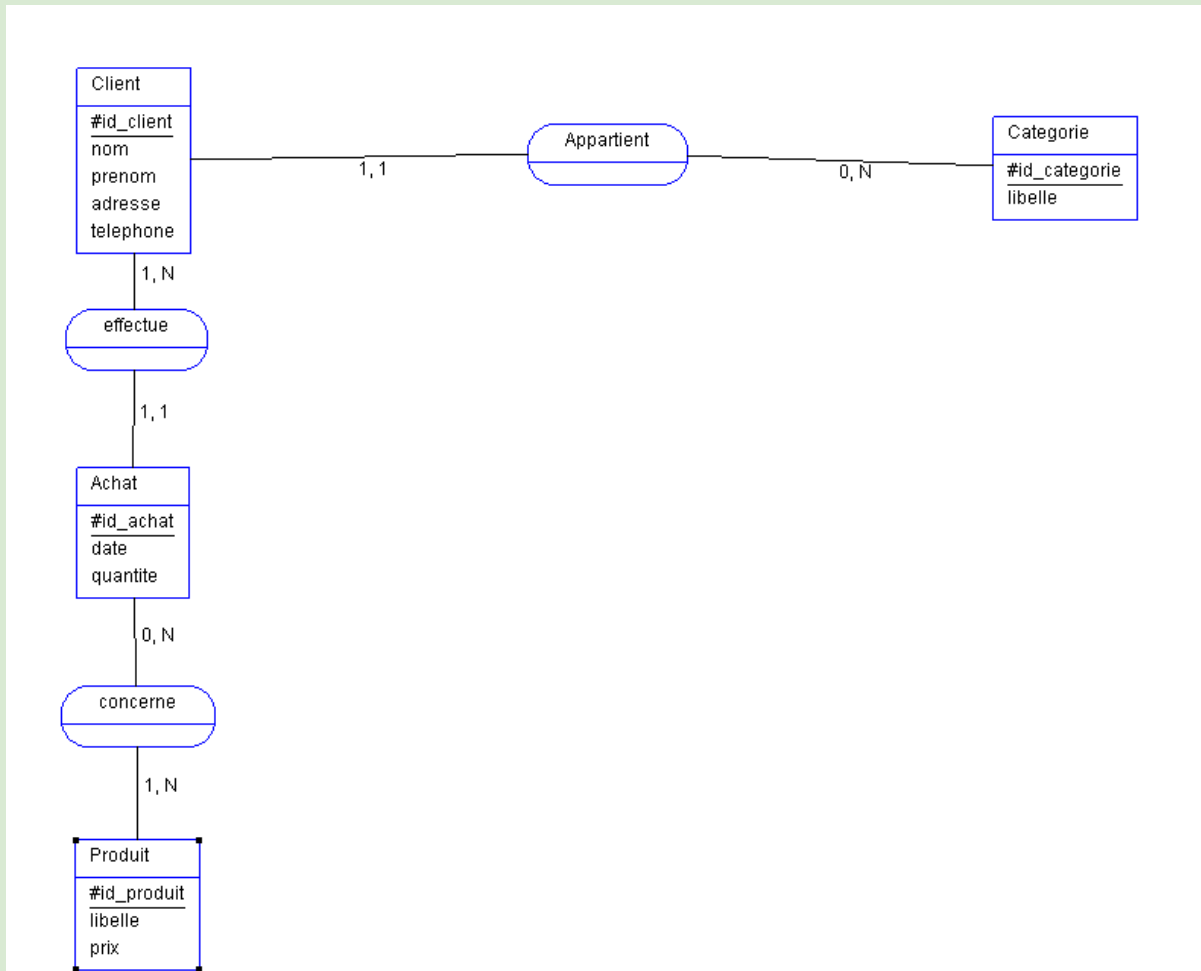 Client
#id_client
nom
prenom
adresse
telephone
1, 1
Appartient
0, N
Categorie
#id_categorie
libelle
1, N
effectue
1, 1
Achat
#id_achat
date
quantite
0, N
concerne
1, N
Produit
#id_produit
libelle
prix